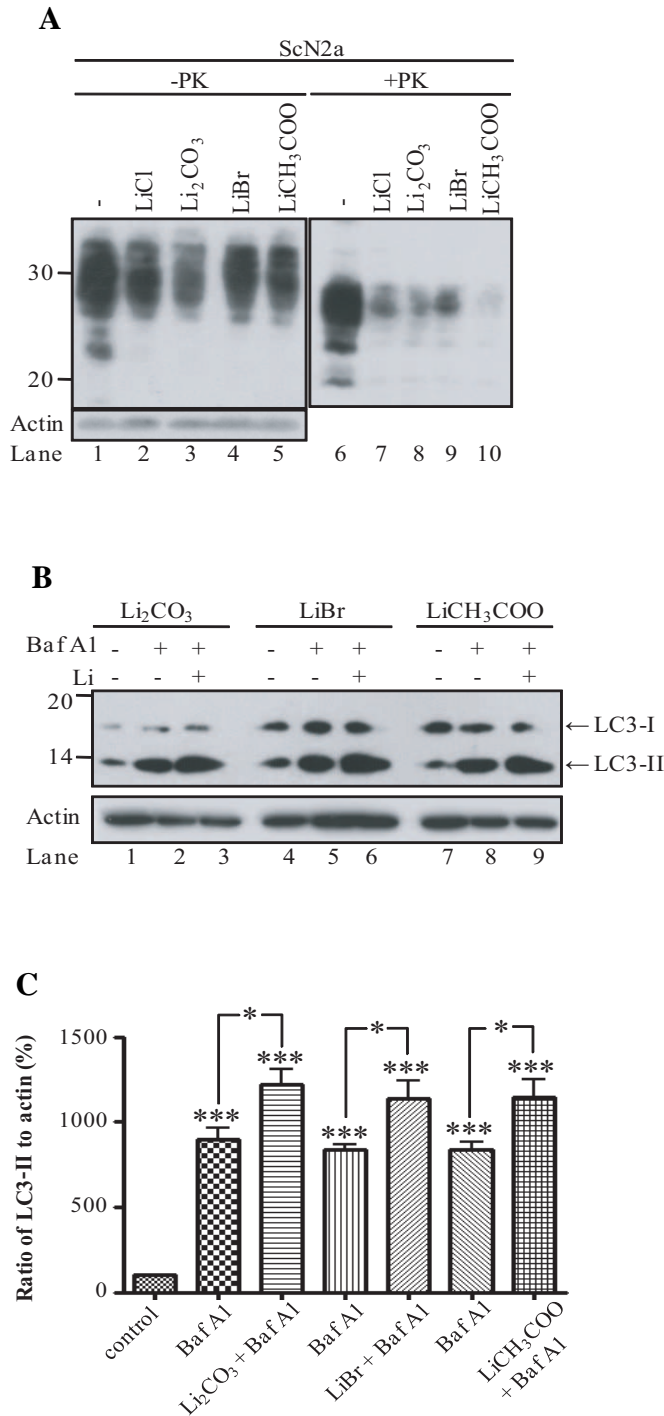 A
ScN2a
-PK +PK
- LiCl Li₂CO₃ LiBr LiCH₃COO - LiCl Li₂CO₃ LiBr LiCH₃COO
30
20
Actin
Lane 1 2 3 4 5 6 7 8 9 10
B
Li₂CO₃ LiBr LiCH₃COO
Baf A1 - + + - + + - + +
Li - - + - - + - - +
20
←LC3-I
14
←LC3-II
Actin
Lane 1 2 3 4 5 6 7 8 9
C
Ratio of LC3-II to actin (%)
1500
1000
500
0
* * *
*** *** *** *** *** ***
control
Baf A1
Li₂CO₃ + Baf A1
Baf A1
LiBr + Baf A1
Baf A1
LiCH₃COO
+ Baf A1